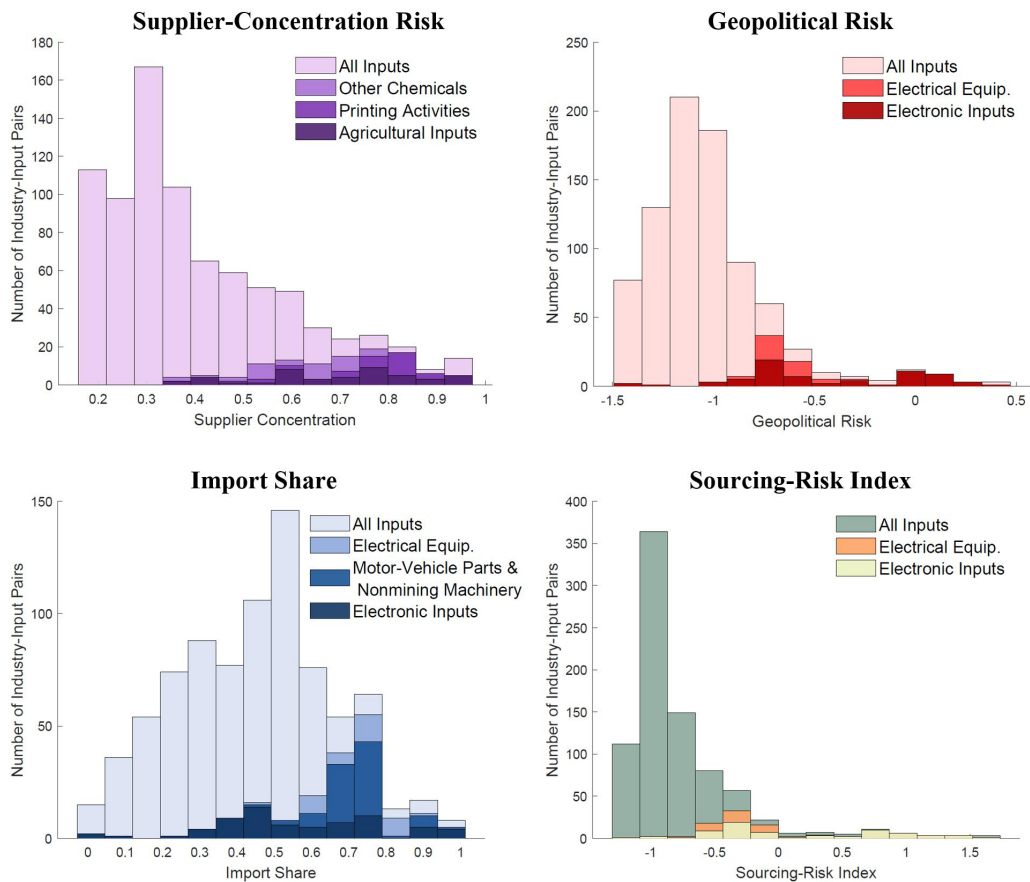 Supplier-Concentration Risk
180
160
140
120
100
80
60
40
20
0
Number of Industry-Input Pairs
All Inputs
Other Chemicals
Printing Activities
Agricultural Inputs
0.2 0.3 0.4 0.5 0.6 0.7 0.8 0.9 1
Supplier Concentration
Geopolitical Risk
250
200
150
100
50
0
Number of Industry-Input Pairs
All Inputs
Electrical Equip.
Electronic Inputs
-1.5 -1 -0.5 0 0.5
Geopolitical Risk
Import Share
150
100
50
0
Number of Industry-Input Pairs
All Inputs
Electrical Equip.
Motor-Vehicle Parts &
Nonmining Machinery
Electronic Inputs
0 0.1 0.2 0.3 0.4 0.5 0.6 0.7 0.8 0.9 1
Import Share
Sourcing-Risk Index
400
350
300
250
200
150
100
50
0
Number of Industry-Input Pairs
All Inputs
Electrical Equip.
Electronic Inputs
-1 -0.5 0 0.5 1 1.5
Sourcing-Risk Index